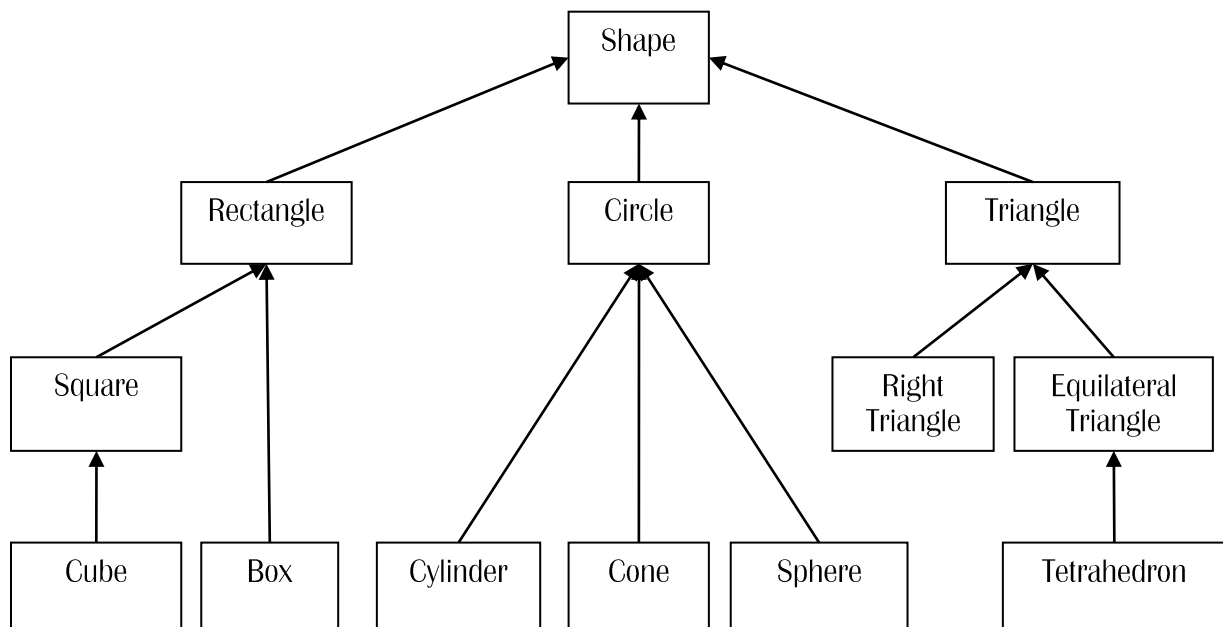 Shape
Rectangle
Circle
Triangle
Square
Right
Triangle
Equilateral
Triangle
Cube
Box
Cylinder
Cone
Sphere
Tetrahedron